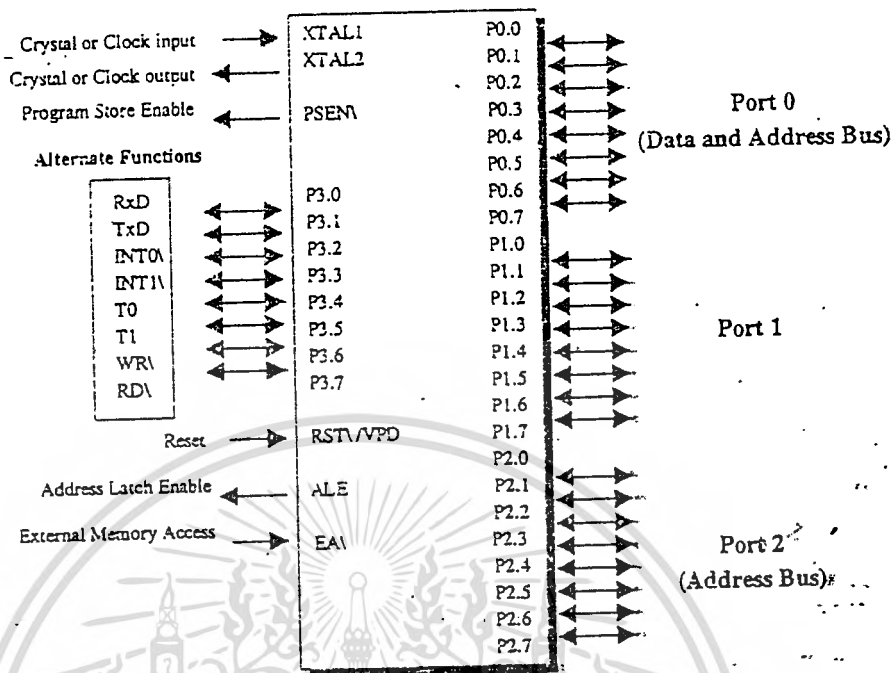 Crystal or Clock input
Crystal or Clock output
Program Store Enable
Alternate Functions
RxD
TxD
INT0\
INT1\
T0
T1
WR\
RD\
Reset
Address Latch Enable
External Memory Access
XTAL1
XTAL2
PSEN\
P3.0
P3.1
P3.2
P3.3
P3.4
P3.5
P3.6
P3.7
RST\/VPD
ALE
EA\
P0.0
P0.1
P0.2
P0.3
P0.4
P0.5
P0.6
P0.7
P1.0
P1.1
P1.2
P1.3
P1.4
P1.5
P1.6
P1.7
P2.0
P2.1
P2.2
P2.3
P2.4
P2.5
P2.6
P2.7
Port 0
(Data and Address Bus)
Port 1
Port 2
(Address Bus)